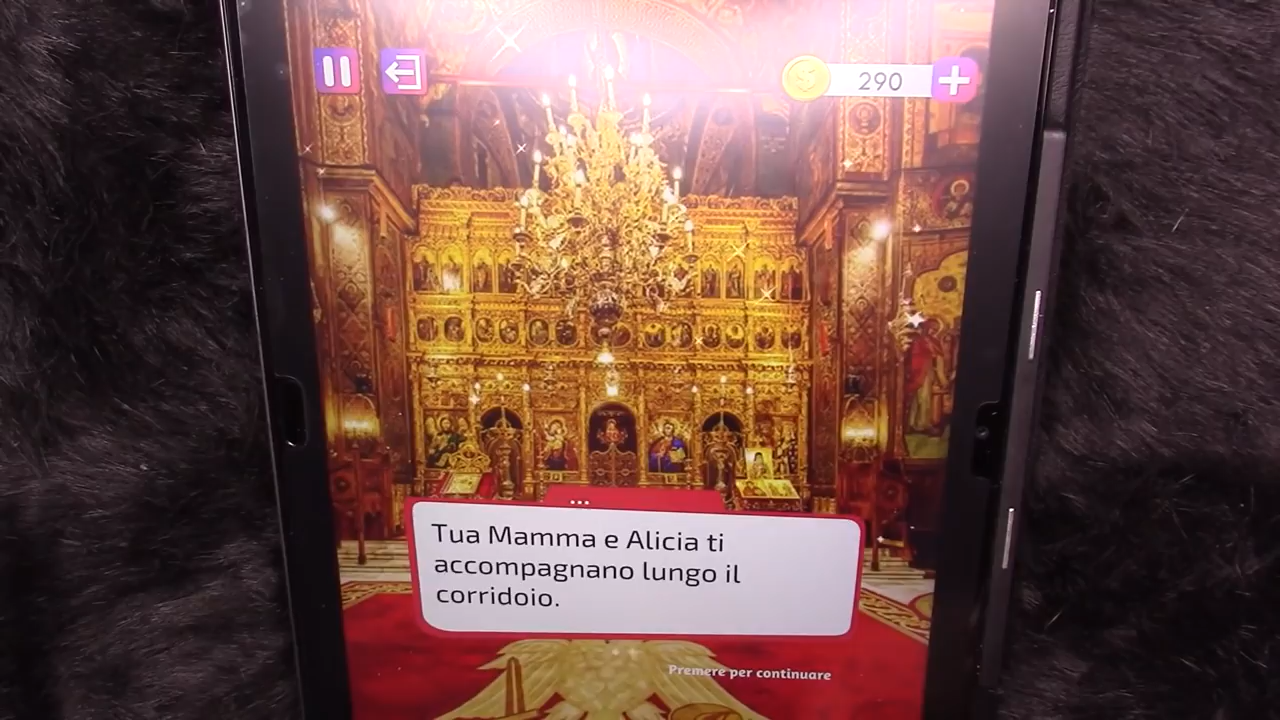 290
...
Tua Mamma e Alicia ti
accompagnano lungo il
corridoio.
Premere per continuare